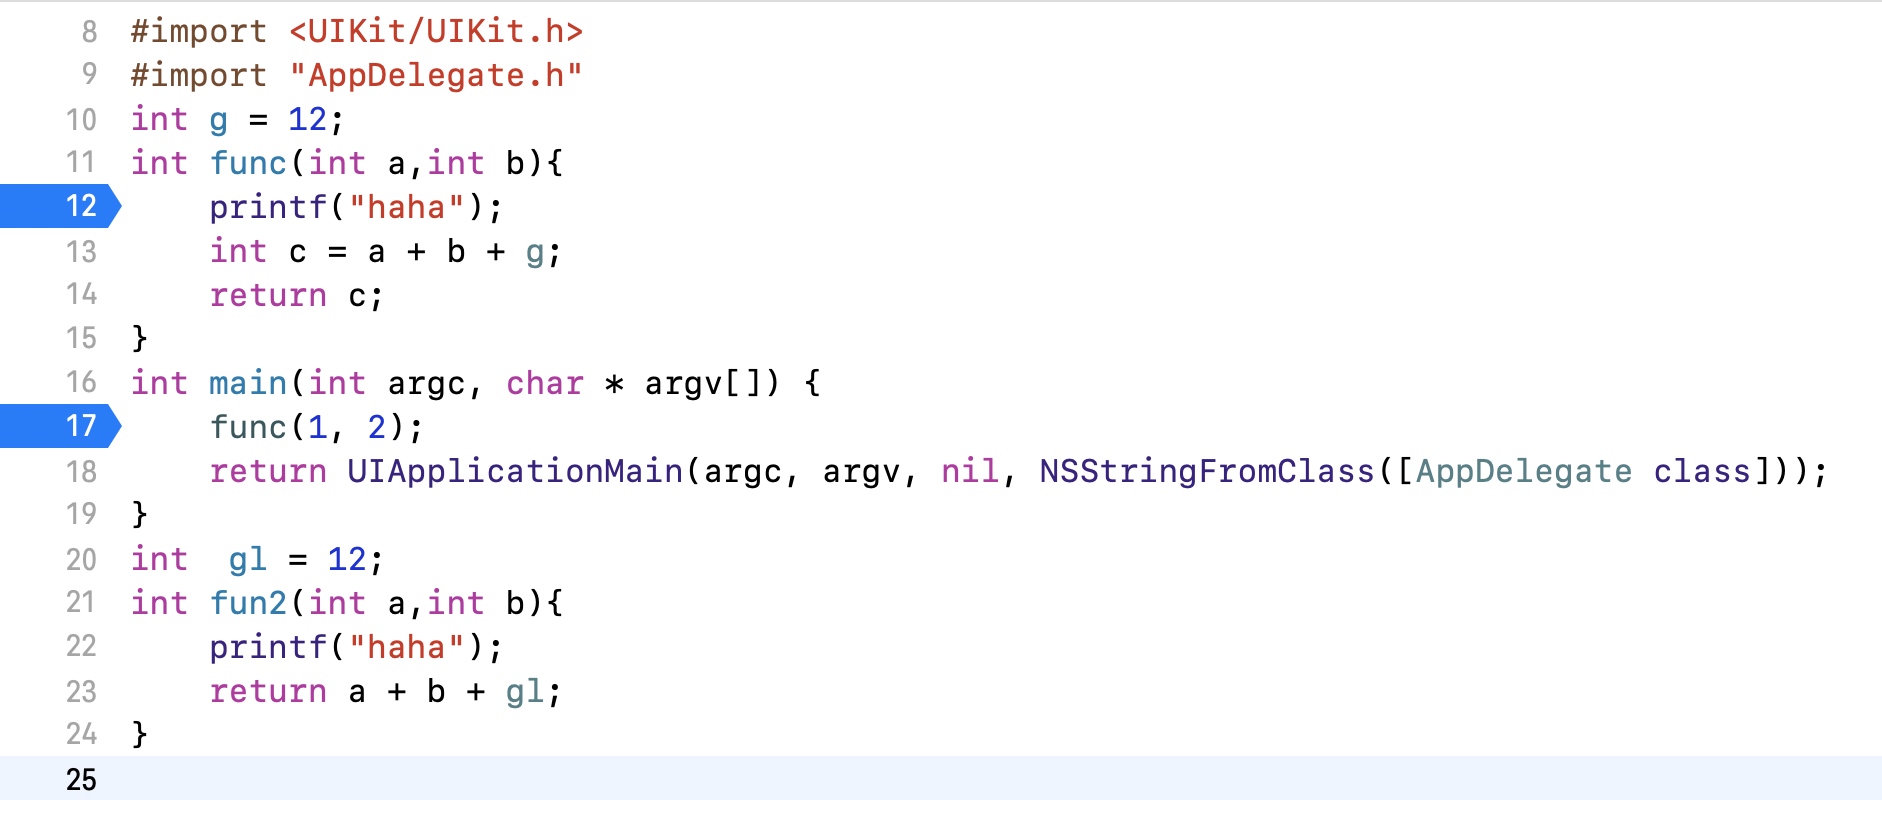 8 #import <UIKit/UIKit.h>
9 #import "AppDelegate.h"
10 int g = 12;
11 int func(int a,int b){
12     printf("haha");
13     int c = a + b + g;
14     return c;
15 }
16 int main(int argc, char * argv[]) {
17     func(1, 2);
18     return UIApplicationMain(argc, argv, nil, NSStringFromClass([AppDelegate class]));
19 }
20 int  gl = 12;
21 int fun2(int a,int b){
22     printf("haha");
23     return a + b + gl;
24 }
25